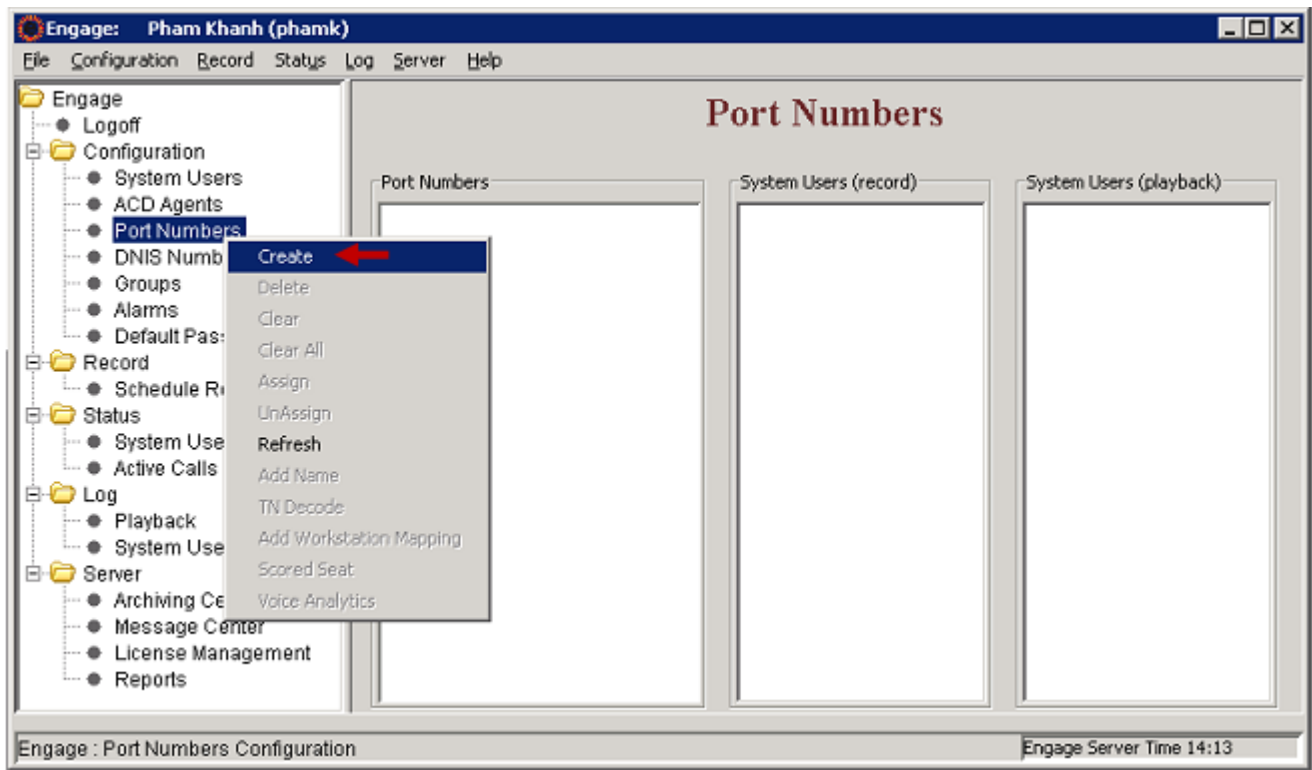 Engage: Pham Khanh (phamk)
File Configuration Record Status Log Server Help
Engage
Logoff
Configuration
System Users
ACD Agents
Port Numbers
DNIS Numb
Groups
Alarms
Default Pas
Record
Schedule R
Status
System Use
Active Calls
Log
Playback
System Use
Server
Archiving Ce
Message Center
License Management
Reports
Create
Delete
Clear
Clear All
Assign
UnAssign
Refresh
Add Name
TN Decode
Add Workstation Mapping
Scored Seat
Voice Analytics
Port Numbers
Port Numbers
System Users (record)
System Users (playback)
Engage : Port Numbers Configuration
Engage Server Time 14:13